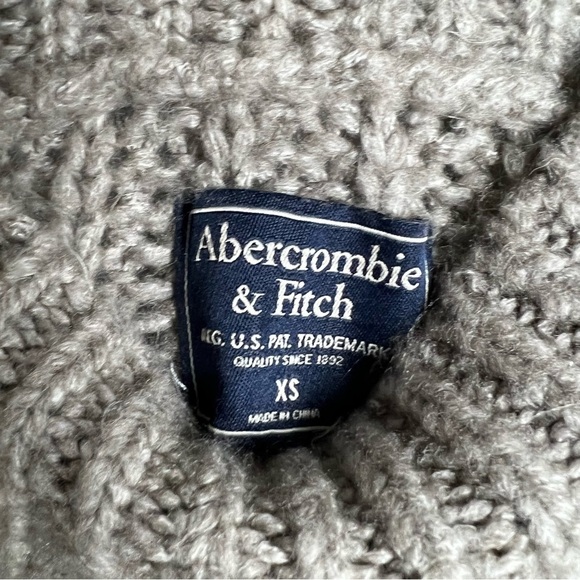 Abercrombie
& Fitch
REG. U.S. PAT. TRADEMARK
QUALITY SINCE 1892
XS
MADE IN CHINA